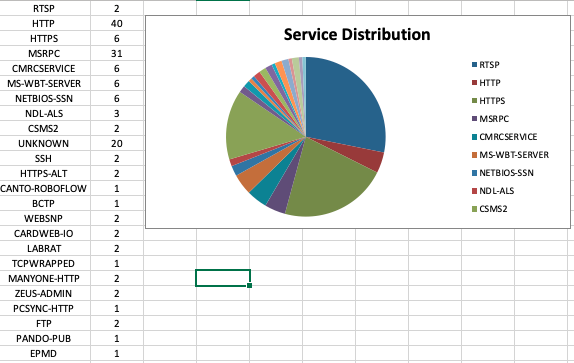 RTSP 2
HTTP 40
HTTPS 6
MSRPC 31
CMRCSERVICE 6
MS-WBT-SERVER 6
NETBIOS-SSN 6
NDL-ALS 3
CSMS2 2
UNKNOWN 20
SSH 2
HTTPS-ALT 2
CANTO-ROBOFLOW 1
BCTP 1
WEBSNP 2
CARDWEB-IO 2
LABRAT 2
TCPWRAPPED 1
MANYONE-HTTP 2
ZEUS-ADMIN 2
PCSYNC-HTTP 1
FTP 2
PANDO-PUB 1
EPMD 1
Service Distribution
RTSP
HTTP
HTTPS
MSRPC
CMRCSERVICE
MS-WBT-SERVER
NETBIOS-SSN
NDL-ALS
CSMS2